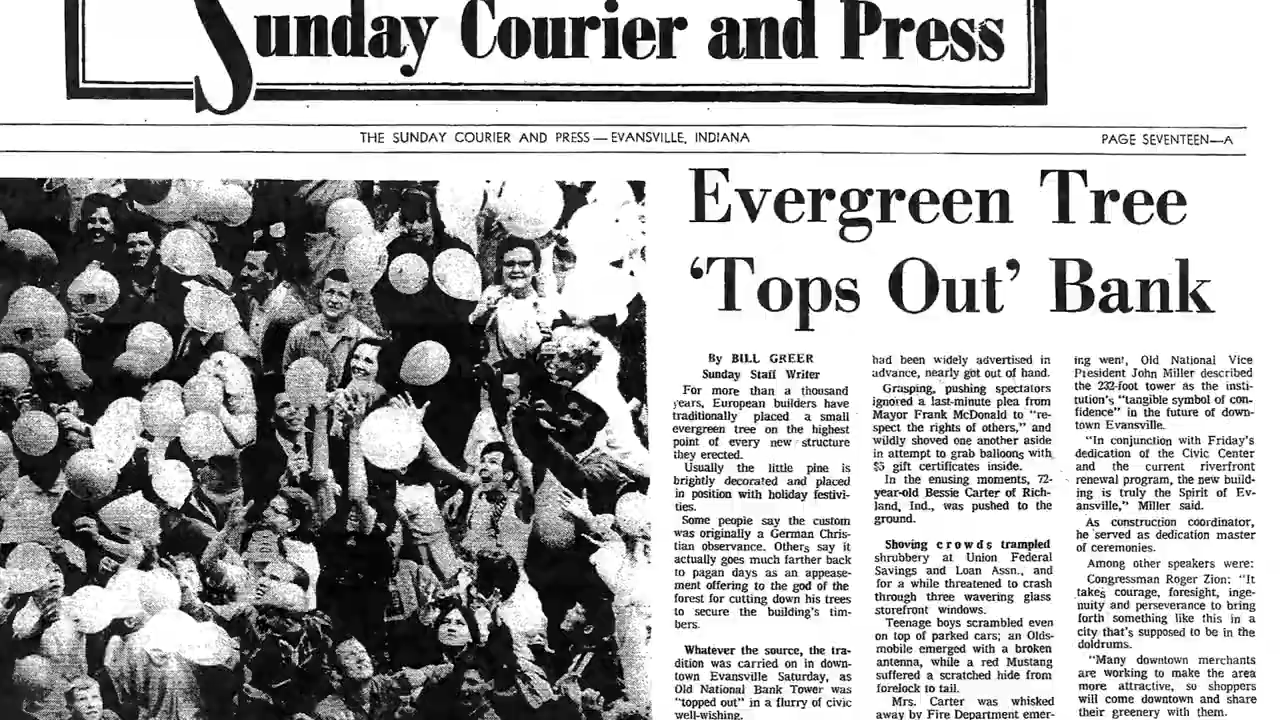 Sunday Courier and Press
THE SUNDAY COURIER AND PRESS — EVANSVILLE, INDIANA
PAGE SEVENTEEN—A
Evergreen Tree
‘Tops Out’ Bank
By BILL GREER
Sunday Staff Writer
For more than a thousand
years, European builders have
traditionally placed a small
evergreen tree on the highest
point of every new structure
they erected.
Usually the little pine is
brightly decorated and placed
in position with holiday festivi-
ties.
Some people say the custom
was originally a German Chris-
tian observance. Others say it
actually goes much farther back
to pagan days as an appease-
ment offering to the god of the
forest for cutting down his trees
to secure the building's tim-
bers.
Whatever the source, the tra-
dition was carried on in down-
town Evansville Saturday, as
Old National Bank Tower was
"topped out" in a flurry of civic
well-wishing.
had been widely advertised in
advance, nearly got out of hand.
Grasping, pushing spectators
ignored a last-minute plea from
Mayor Frank McDonald to "re-
spect the rights of others," and
wildly shoved one another aside
in attempt to grab balloons with
$5 gift certificates inside.
In the enusing moments, 72-
year-old Bessie Carter of Rich-
land, Ind., was pushed to the
ground.
Shoving crowds trampled
shrubbery at Union Federal
Savings and Loan Assn., and
for a while threatened to crash
through three wavering glass
storefront windows.
Teenage boys scrambled even
on top of parked cars; an Olds-
mobile emerged with a broken
antenna, while a red Mustang
suffered a scratched hide from
forelock to tail.
Mrs. Carter was whisked
away by Fire Department emer-
ing went, Old National Vice
President John Miller described
the 232-foot tower as the insti-
tution's "tangible symbol of con-
fidence" in the future of down-
town Evansville.
"In conjunction with Friday's
dedication of the Civic Center
and the current riverfront
renewal program, the new build-
ing is truly the Spirit of Ev-
ansville," Miller said.
As construction coordinator,
he served as dedication master
of ceremonies.
Among other speakers were:
Congressman Roger Zion: "It
takes courage, foresight, inge-
nuity and perseverance to bring
forth something like this in a
city that's supposed to be in the
doldrums.
"Many downtown merchants
are working to make the area
more attractive, so shoppers
will come downtown and share
their greenery with them.